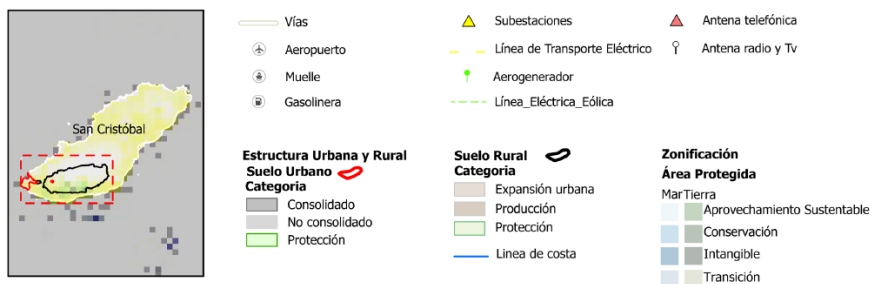 San Cristóbal
Vías
Aeropuerto
Muelle
Gasolinera
Subestaciones
Línea de Transporte Eléctrico
Aerogenerador
Línea_Eléctrica_Eólica
Antena telefónica
Antena radio y Tv
Estructura Urbana y Rural
Suelo Urbano
Categoria
Consolidado
No consolidado
Protección
Suelo Rural
Categoria
Expansión urbana
Producción
Protección
Linea de costa
Zonificación
Área Protegida
Mar Tierra
Aprovechamiento Sustentable
Conservación
Intangible
Transición